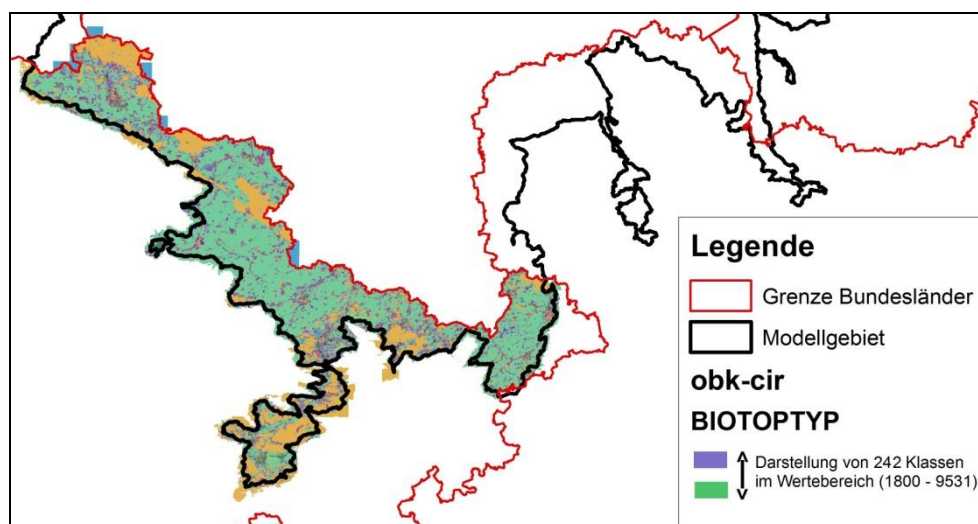 Legende
Grenze Bundesländer
Modellgebiet
obk-cir
BIOTOPTYP
Darstellung von 242 Klassen
im Wertebereich (1800 - 9531)